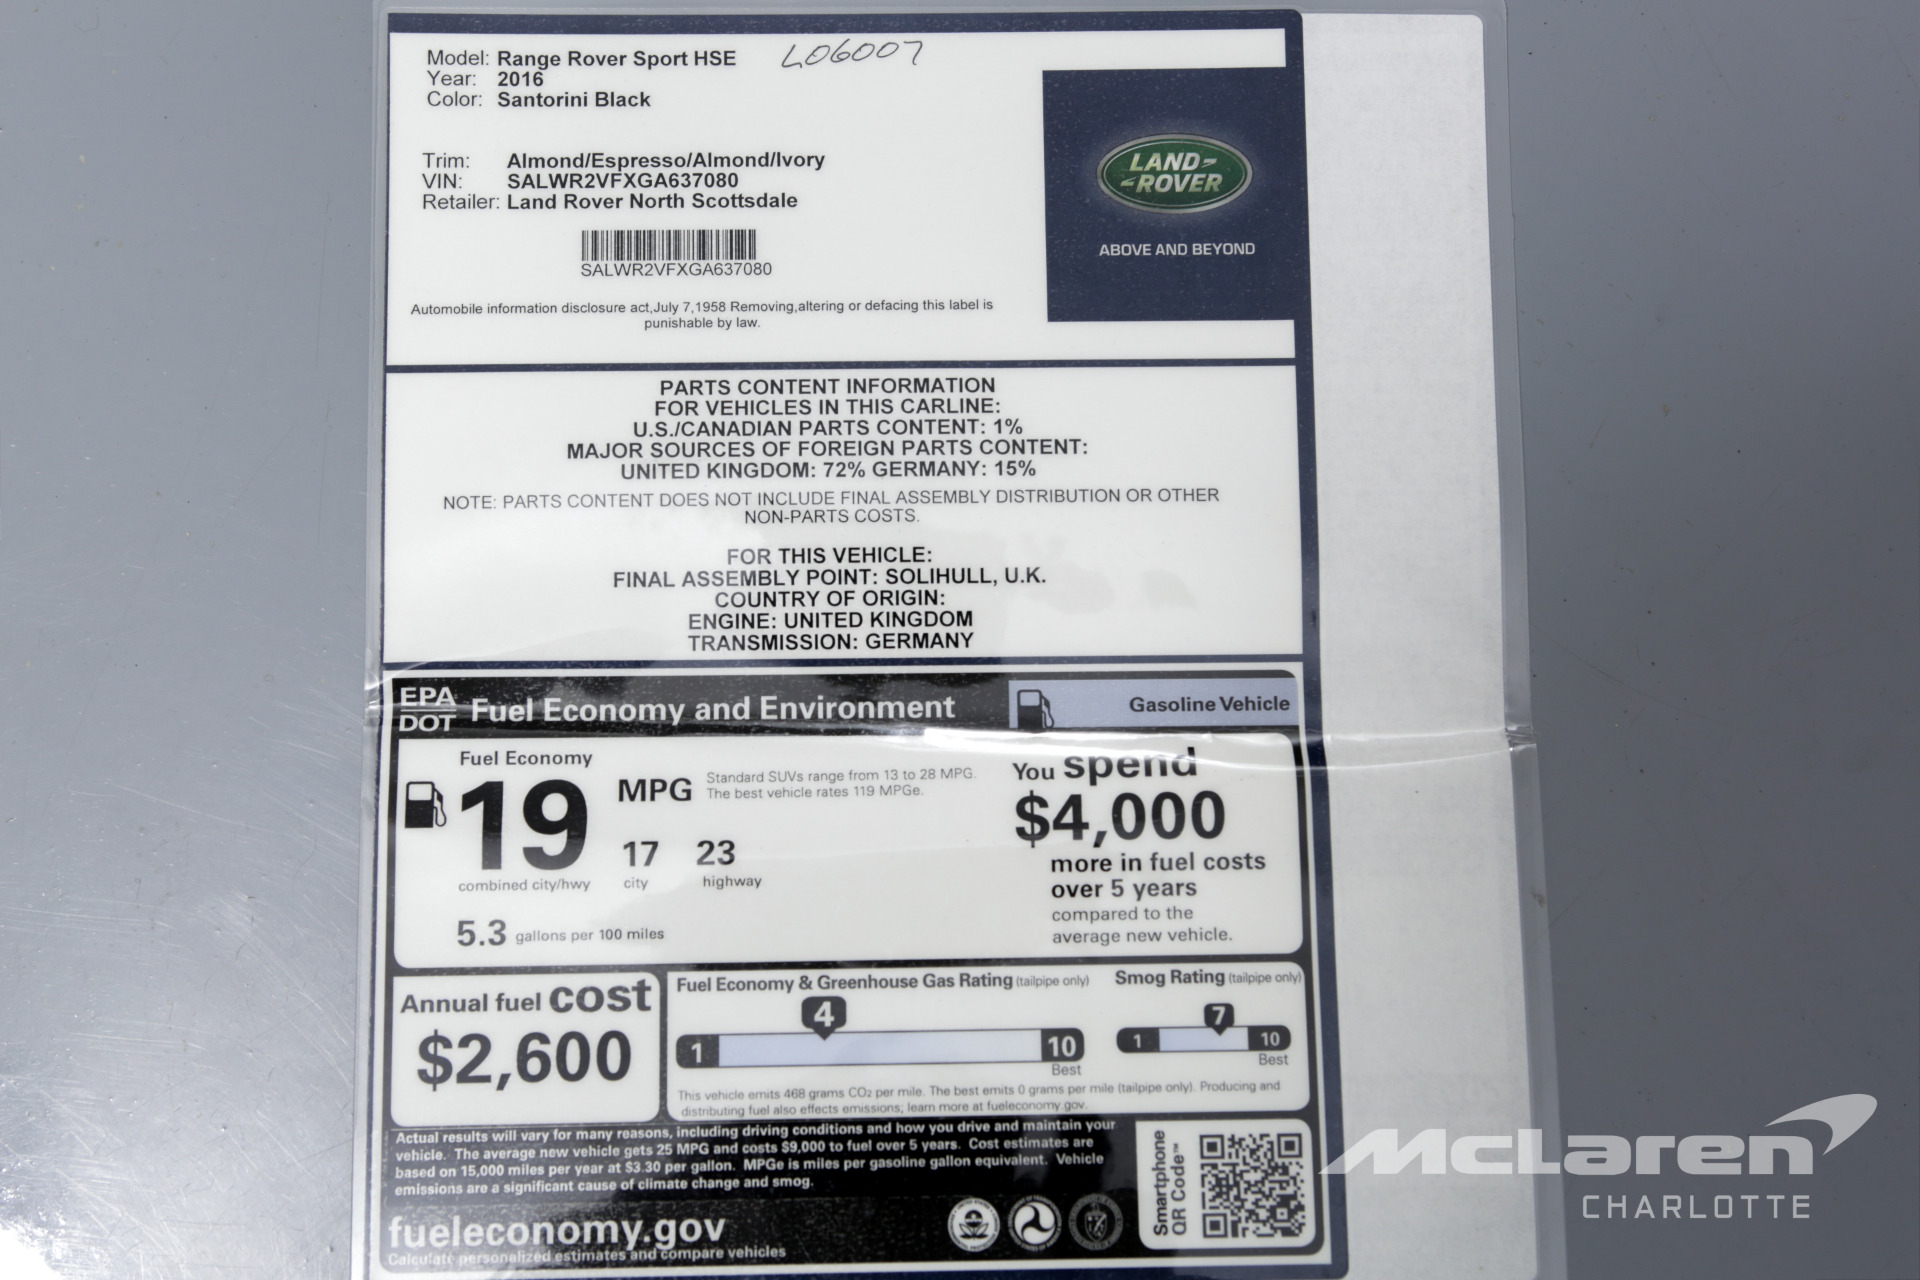 Model: Range Rover Sport HSE LO6007
Year: 2016
Color: Santorini Black
Trim: Almond/Espresso/Almond/Ivory
VIN: SALWR2VFXGA637080
Retailer: Land Rover North Scottsdale
SALWR2VFXGA637080
Automobile information disclosure act,July 7,1958 Removing,altering or defacing this label is
punishable by law.
LAND-
-ROVER
ABOVE AND BEYOND
PARTS CONTENT INFORMATION
FOR VEHICLES IN THIS CARLINE:
U.S./CANADIAN PARTS CONTENT: 1%
MAJOR SOURCES OF FOREIGN PARTS CONTENT:
UNITED KINGDOM: 72% GERMANY: 15%
NOTE: PARTS CONTENT DOES NOT INCLUDE FINAL ASSEMBLY DISTRIBUTION OR OTHER
NON-PARTS COSTS.
FOR THIS VEHICLE:
FINAL ASSEMBLY POINT: SOLIHULL, U.K.
COUNTRY OF ORIGIN:
ENGINE: UNITED KINGDOM
TRANSMISSION: GERMANY
EPA
DOT
Fuel Economy and Environment
Gasoline Vehicle
Fuel Economy
19
combined city/hwy
MPG
Standard SUVs range from 13 to 28 MPG.
The best vehicle rates 119 MPGe.
17 23
city highway
5.3 gallons per 100 miles
You spend
$4,000
more in fuel costs
over 5 years
compared to the
average new vehicle.
Annual fuel cost
$2,600
Fuel Economy & Greenhouse Gas Rating (tailpipe only)
4
1 10
Best
Smog Rating (tailpipe only)
7
1 10
Best
This vehicle emits 468 grams CO2 per mile. The best emits 0 grams per mile (tailpipe only). Producing and
distributing fuel also effects emissions; learn more at fueleconomy.gov.
Actual results will vary for many reasons, including driving conditions and how you drive and maintain your
vehicle. The average new vehicle gets 25 MPG and costs $9,000 to fuel over 5 years. Cost estimates are
based on 15,000 miles per year at $3.30 per gallon. MPGe is miles per gasoline gallon equivalent. Vehicle
emissions are a significant cause of climate change and smog.
fueleconomy.gov
Calculate personalized estimates and compare vehicles
Smartphone
QR Code™
McLaren
CHARLOTTE